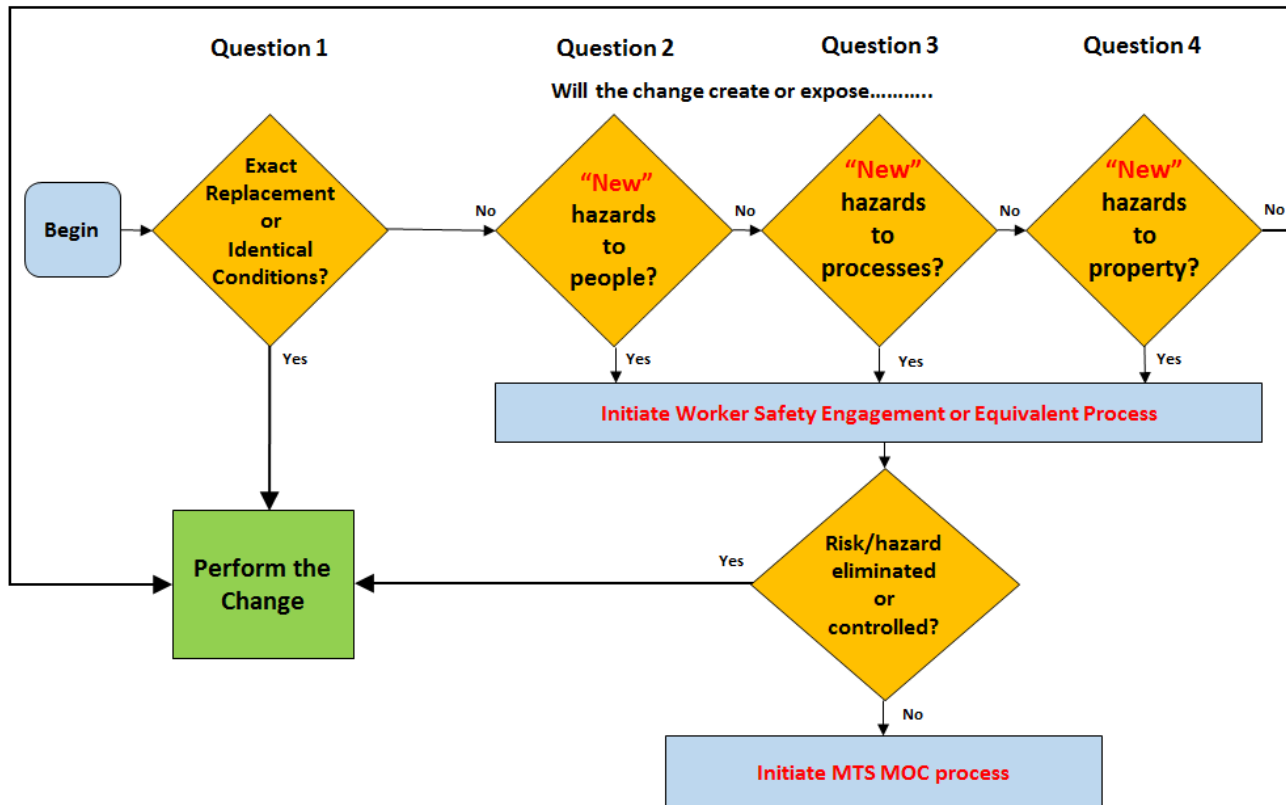 Question 1
Question 2
Question 3
Question 4
Will the change create or expose………..
Begin
Exact
Replacement
or
Identical
Conditions?
No
“New”
hazards
to
people?
No
“New”
hazards
to
processes?
No
“New”
hazards
to
property?
No
Yes
Yes
Yes
Yes
Initiate Worker Safety Engagement or Equivalent Process
Perform the
Change
Yes
Risk/hazard
eliminated
or
controlled?
No
Initiate MTS MOC process